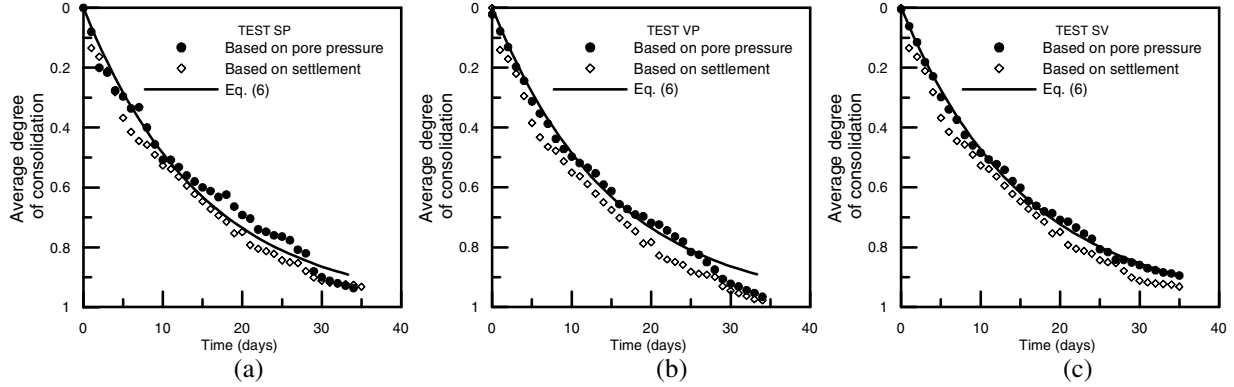 TEST SP
Based on pore pressure
Based on settlement
Eq. (6)
0
0.2
0.4
0.6
0.8
1
Average degree
of consolidation
0
10
20
30
40
Time (days)
(a)
TEST VP
Based on pore pressure
Based on settlement
Eq. (6)
0
0.2
0.4
0.6
0.8
1
Average degree
of consolidation
0
10
20
30
40
Time (days)
(b)
TEST SV
Based on pore pressure
Based on settlement
Eq. (6)
0
0.2
0.4
0.6
0.8
1
Average degree
of consolidation
0
10
20
30
40
Time (days)
(c)